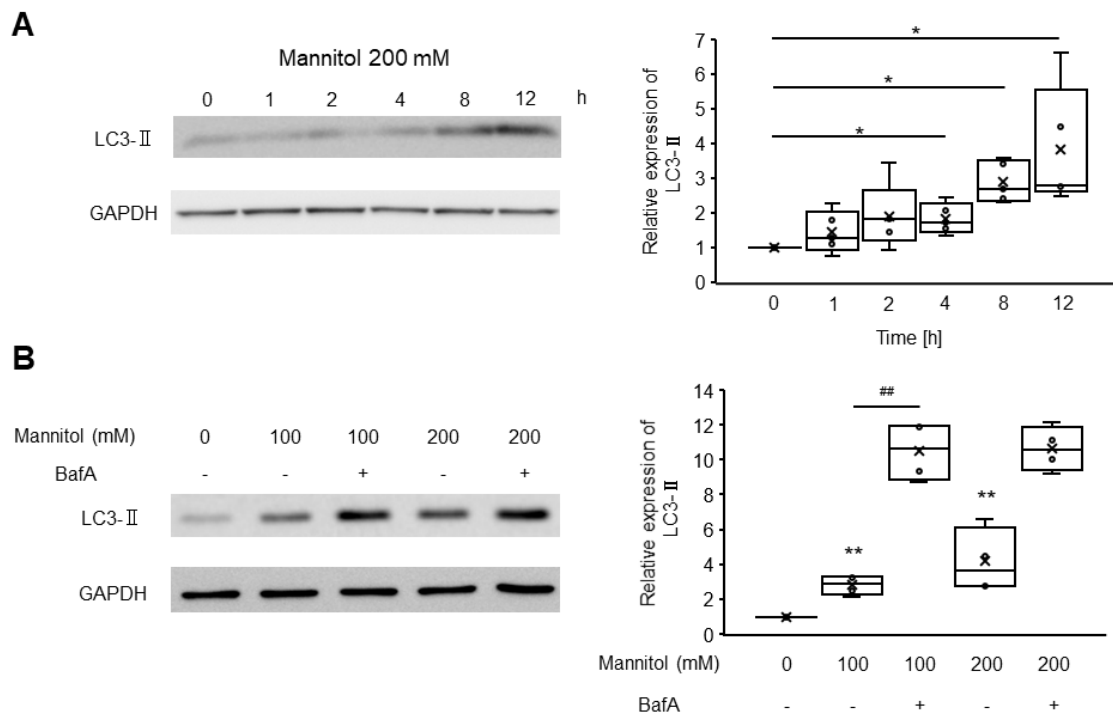 A
Mannitol 200 mM
0 1 2 4 8 12 h
LC3-Ⅱ
GAPDH
Relative expression of
LC3-Ⅱ
7
6
5
4
3
2
1
0
*
*
*
0 1 2 4 8 12
Time [h]
B
Mannitol (mM) 0 100 100 200 200
BafA - - + - +
LC3-Ⅱ
GAPDH
Relative expression of
LC3-Ⅱ
14
12
10
8
6
4
2
0
##
**
**
Mannitol (mM) 0 100 100 200 200
BafA - - + - +